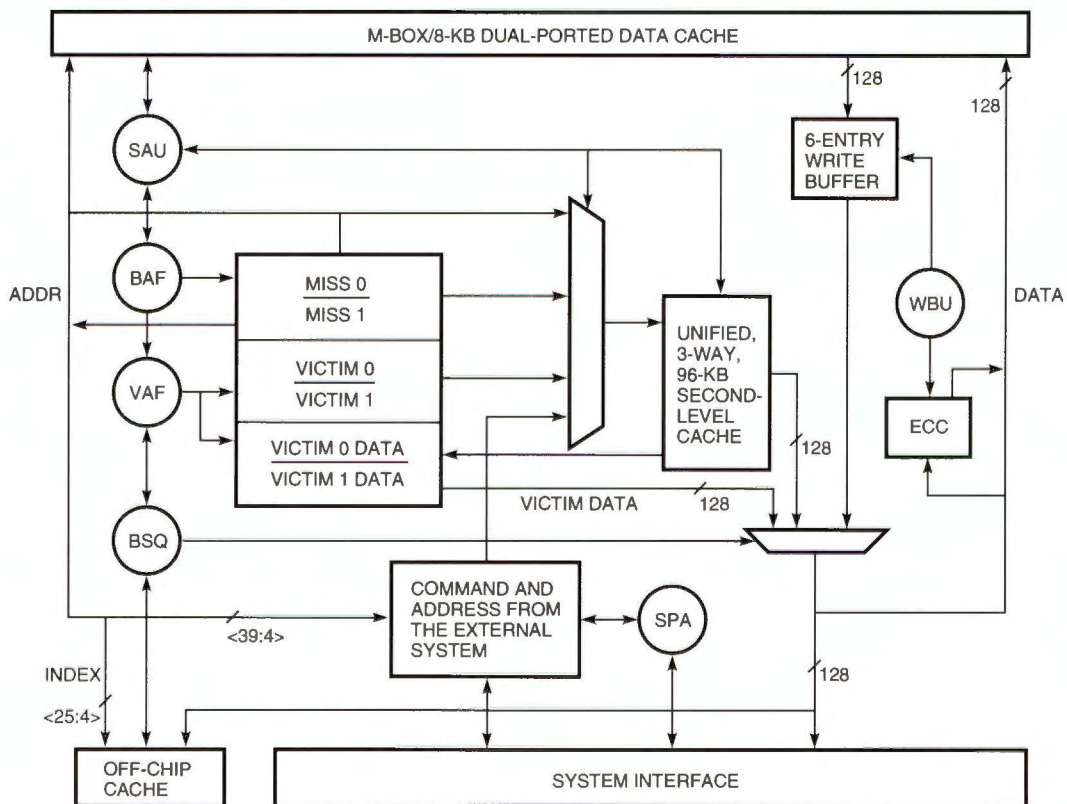 M-BOX/8-KB DUAL-PORTED DATA CACHE
128
128
SAU
6-ENTRY
WRITE
BUFFER
BAF
ADDR
MISS 0
MISS 1
WBU
DATA
UNIFIED,
3-WAY,
96-KB
SECOND-
LEVEL
CACHE
VAF
VICTIM 0
VICTIM 1
ECC
VICTIM 0 DATA
VICTIM 1 DATA
128
VICTIM DATA
128
BSQ
COMMAND AND
ADDRESS FROM
THE EXTERNAL
SYSTEM
SPA
<39:4>
INDEX
128
<25:4>
OFF-CHIP
CACHE
SYSTEM INTERFACE